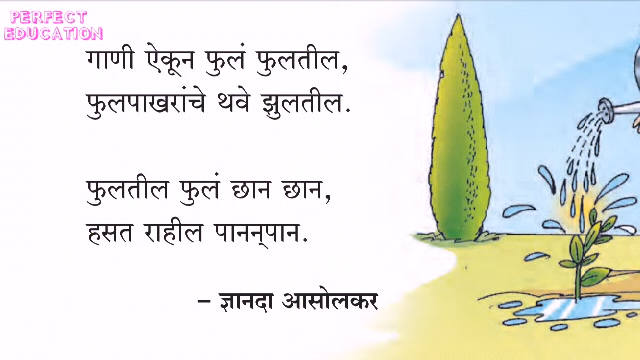 PERFECT
EDUCATION
गाणी ऐकून फुलं फुलतील,
फुलपाखरांचे थवे झुलतील.
फुलतील फुलं छान छान,
हसत राहील पानन्‌पान.
– ज्ञानदा आसोलकर